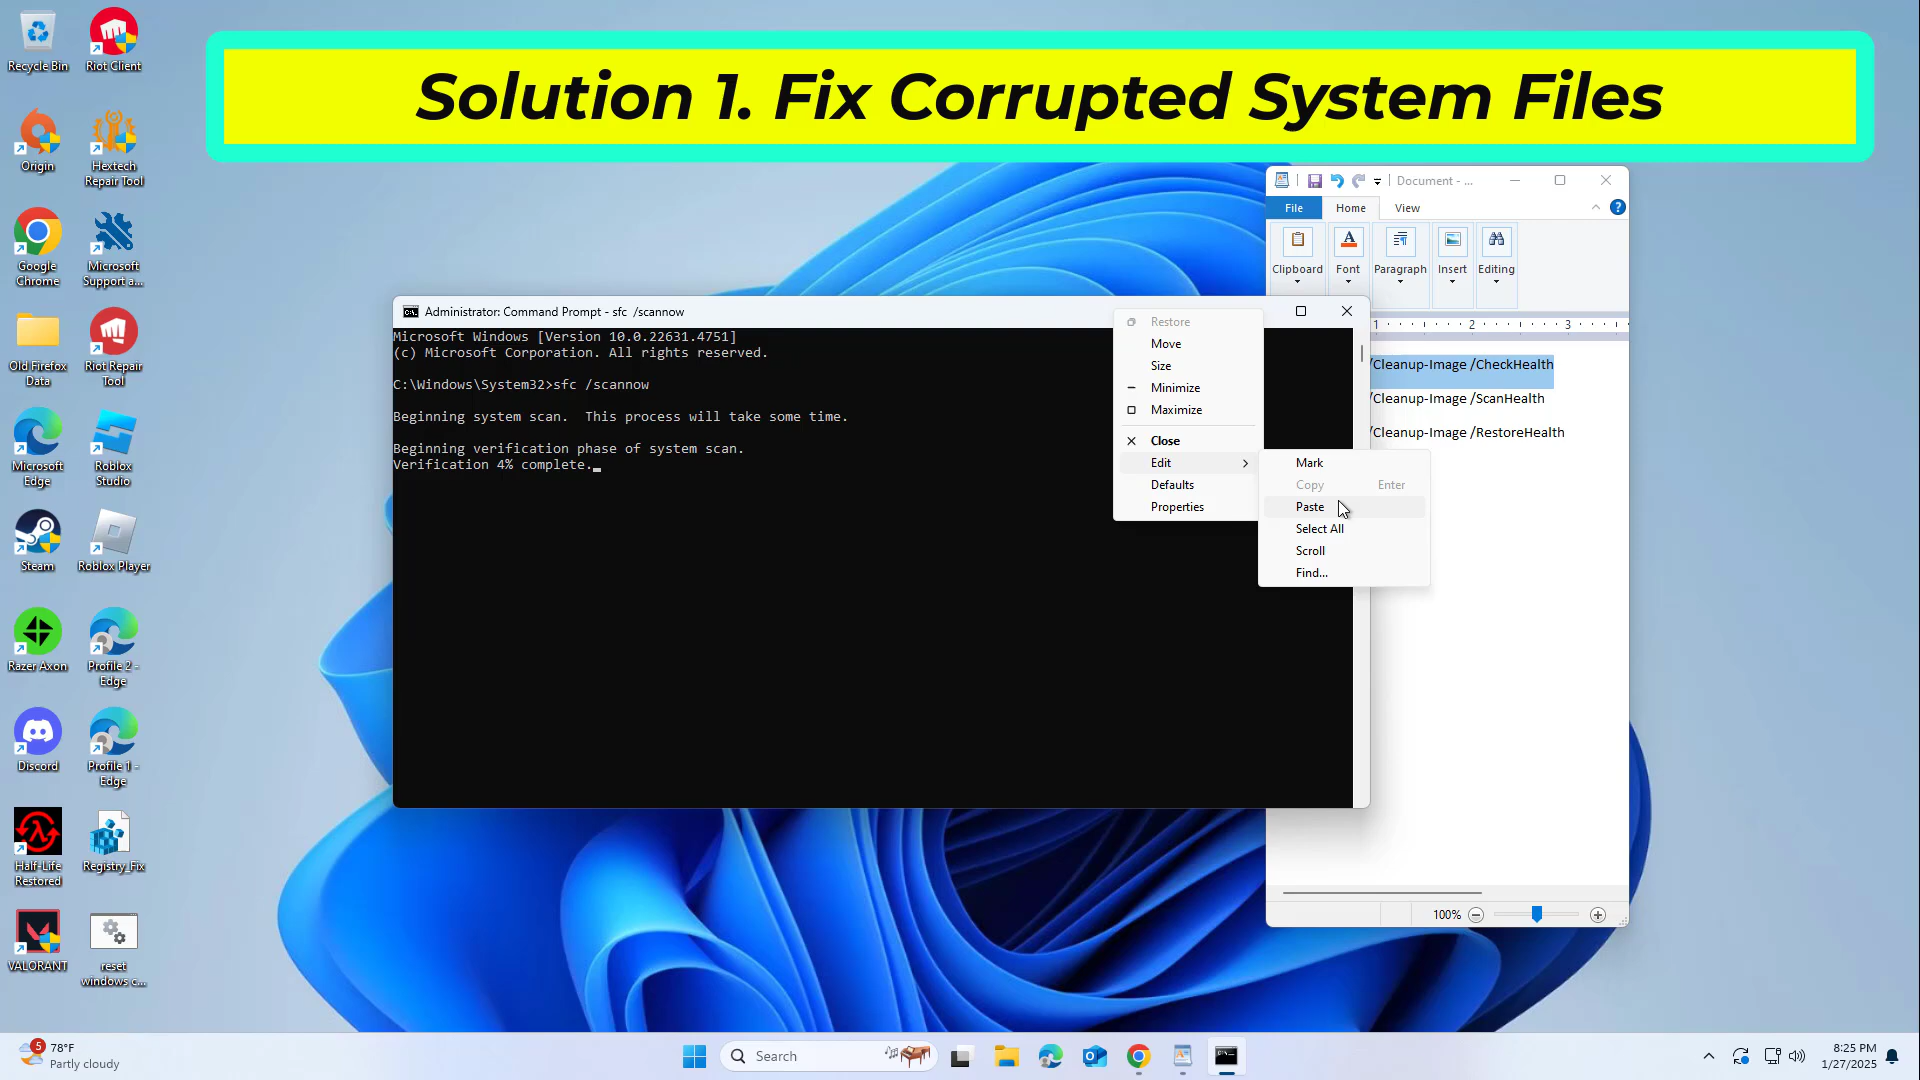 Solution 1. Fix Corrupted System Files
Recycle Bin
Riot Client
Origin
Hextech
Repair Tool
Google
Chrome
Microsoft
Support a...
Old Firefox
Data
Riot Repair
Tool
Microsoft
Edge
Roblox
Studio
Steam
Roblox Player
Razer Axon
Profile 2 -
Edge
Discord
Profile 1 -
Edge
Half-Life
Restored
Registry_Fix
VALORANT
reset
windows c...
Document - ...
File
Home
View
Clipboard
Font
Paragraph
Insert
Editing
1
2
3
/Cleanup-Image /CheckHealth
/Cleanup-Image /ScanHealth
/Cleanup-Image /RestoreHealth
100%
Administrator: Command Prompt - sfc /scannow
Microsoft Windows [Version 10.0.22631.4751]
(c) Microsoft Corporation. All rights reserved.
C:\Windows\System32>sfc /scannow
Beginning system scan. This process will take some time.
Beginning verification phase of system scan.
Verification 4% complete.
Restore
Move
Size
Minimize
Maximize
Close
Edit
Defaults
Properties
Mark
Copy Enter
Paste
Select All
Scroll
Find...
5
78°F
Partly cloudy
Search
8:25 PM
1/27/2025